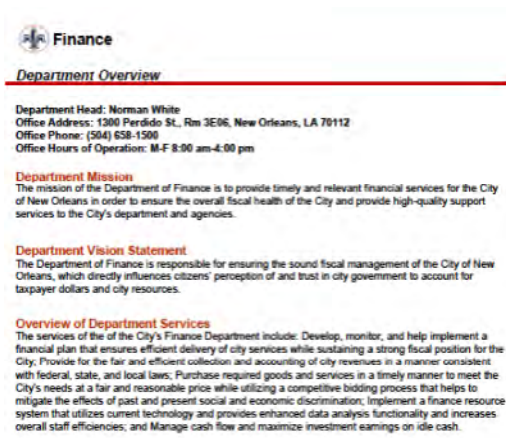 Finance
Department Overview
Department Head: Norman White
Office Address: 1300 Perdido St., Rm 3E06, New Orleans, LA 70112
Office Phone: (504) 658-1500
Office Hours of Operation: M-F 8:00 am-4:00 pm
Department Mission
The mission of the Department of Finance is to provide timely and relevant financial services for the City
of New Orleans in order to ensure the overall fiscal health of the City and provide high-quality support
services to the City's department and agencies.
Department Vision Statement
The Department of Finance is responsible for ensuring the sound fiscal management of the City of New
Orleans, which directly influences citizens' perception of and trust in city government to account for
taxpayer dollars and city resources.
Overview of Department Services
The services of the of the City's Finance Department include: Develop, monitor, and help implement a
financial plan that ensures efficient delivery of city services while sustaining a strong fiscal position for the
City; Provide for the fair and efficient collection and accounting of city revenues in a manner consistent
with federal, state, and local laws; Purchase required goods and services in a timely manner to meet the
City's needs at a fair and reasonable price while utilizing a competitive bidding process that helps to
mitigate the effects of past and present social and economic discrimination; Implement a finance resource
system that utilizes current technology and provides enhanced data analysis functionality and increases
overall staff efficiencies; and Manage cash flow and maximize investment earnings on idle cash.